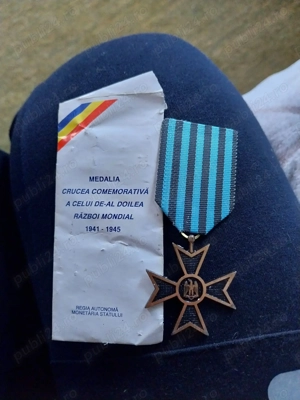 MEDALIA
CRUCEA COMEMORATIVĂ
A CELUI DE-AL DOILEA
RĂZBOI MONDIAL
1941 - 1945
REGIA AUTONOMĂ
MONETĂRIA STATULUI